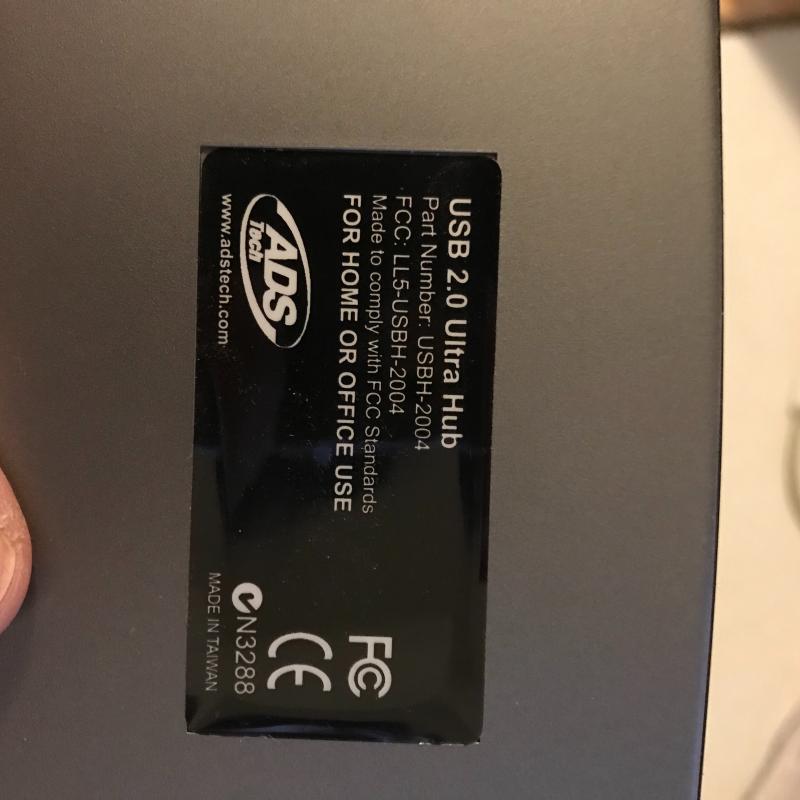 USB 2.0 Ultra Hub
Part Number: USBH-2004
FCC: LL5-USBH-2004
Made to comply with FCC Standards
FOR HOME OR OFFICE USE
ADS
Tech
www.adstech.com
FC
CE
N3288
MADE IN TAIWAN